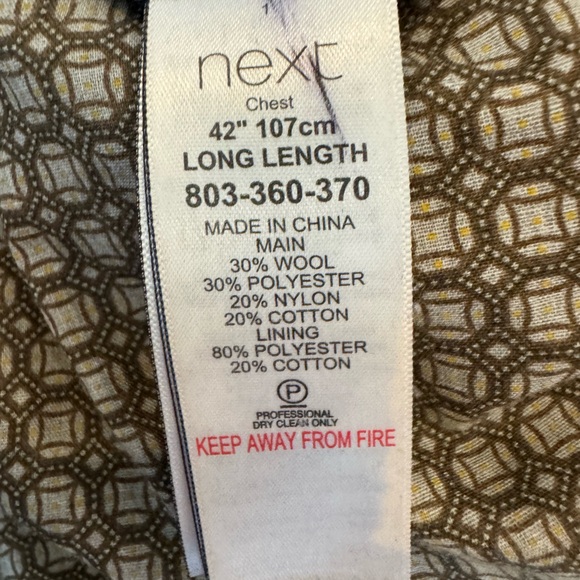 next
Chest
42" 107cm
LONG LENGTH
803-360-370
MADE IN CHINA
MAIN
30% WOOL
30% POLYESTER
20% NYLON
20% COTTON
LINING
80% POLYESTER
20% COTTON
P
PROFESSIONAL
DRY CLEAN ONLY
KEEP AWAY FROM FIRE